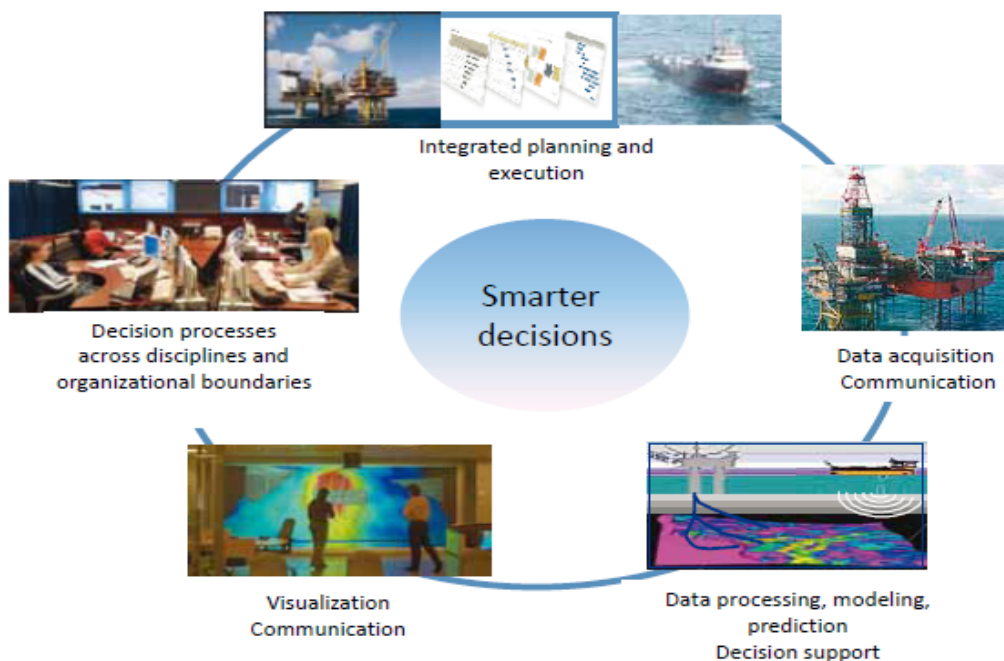 Integrated planning and
execution
Smarter
decisions
Data acquisition
Communication
Data processing, modeling,
prediction
Decision support
Visualization
Communication
Decision processes
across disciplines and
organizational boundaries